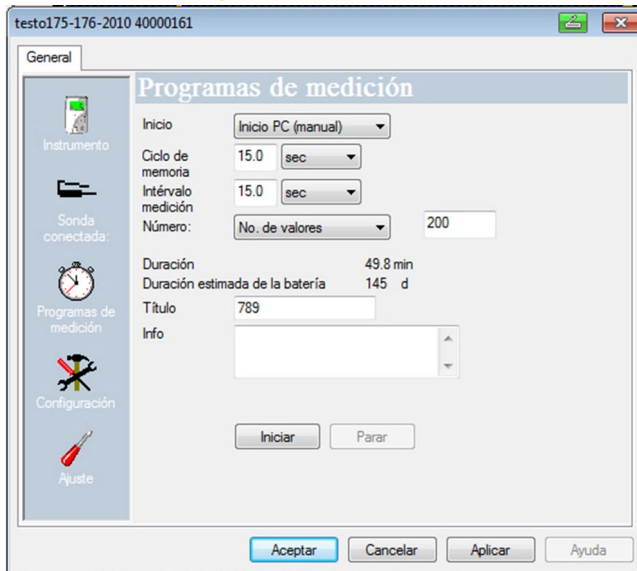 testo175-176-2010 40000161
General
Programas de medición
Instrumento
Sonda
conectada:
Programas de
medición
Configuración
Ajuste
Inicio Inicio PC (manual)
Ciclo de
memoria 15.0 sec
Intérvalo
medición 15.0 sec
Número: No. de valores 200
Duración 49.8 min
Duración estimada de la batería 145 d
Título 789
Info
Iniciar Parar
Aceptar Cancelar Aplicar Ayuda